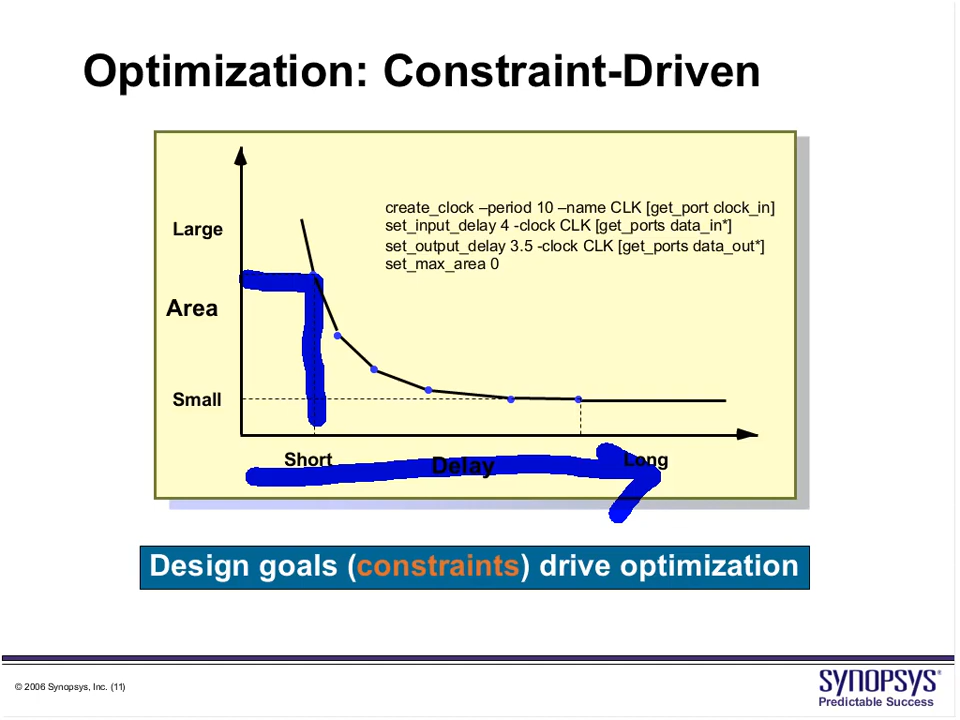 Optimization: Constraint-Driven
create_clock –period 10 –name CLK [get_port clock_in]
set_input_delay 4 -clock CLK [get_ports data_in*]
set_output_delay 3.5 -clock CLK [get_ports data_out*]
set_max_area 0
Large
Area
Small
Short
Delay
Long
Design goals (constraints) drive optimization
© 2006 Synopsys, Inc. (11)
SYNOPSYS®
Predictable Success